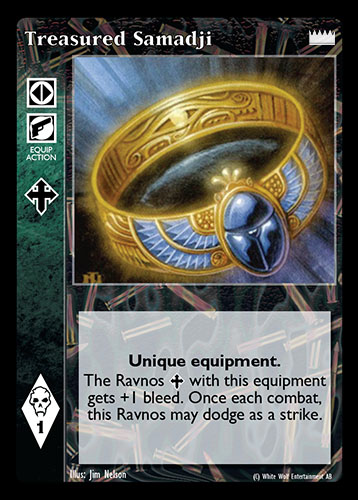 Treasured Samadji
EQUIP
ACTION
Unique equipment.
The Ravnos with this equipment
gets +1 bleed. Once each combat,
this Ravnos may dodge as a strike.
1
Illus: Jim Nelson
(C) White Wolf Entertainment AB